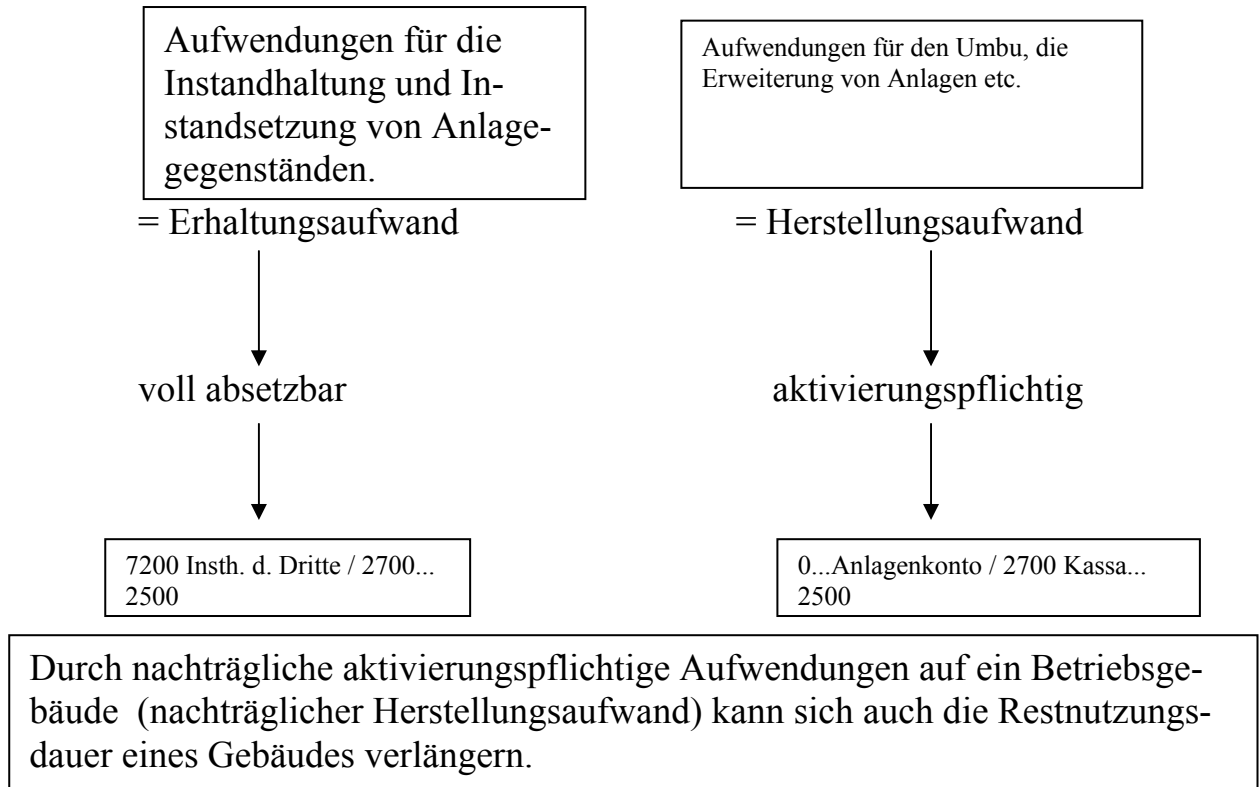 Aufwendungen für die
Instandhaltung und In-
standsetzung von Anlage-
gegenständen.
Aufwendungen für den Umbu, die
Erweiterung von Anlagen etc.
= Erhaltungsaufwand
= Herstellungsaufwand
voll absetzbar
aktivierungspflichtig
7200 Insth. d. Dritte / 2700...
2500
0...Anlagenkonto / 2700 Kassa...
2500
Durch nachträgliche aktivierungspflichtige Aufwendungen auf ein Betriebsge-
bäude (nachträglicher Herstellungsaufwand) kann sich auch die Restnutzungs-
dauer eines Gebäudes verlängern.